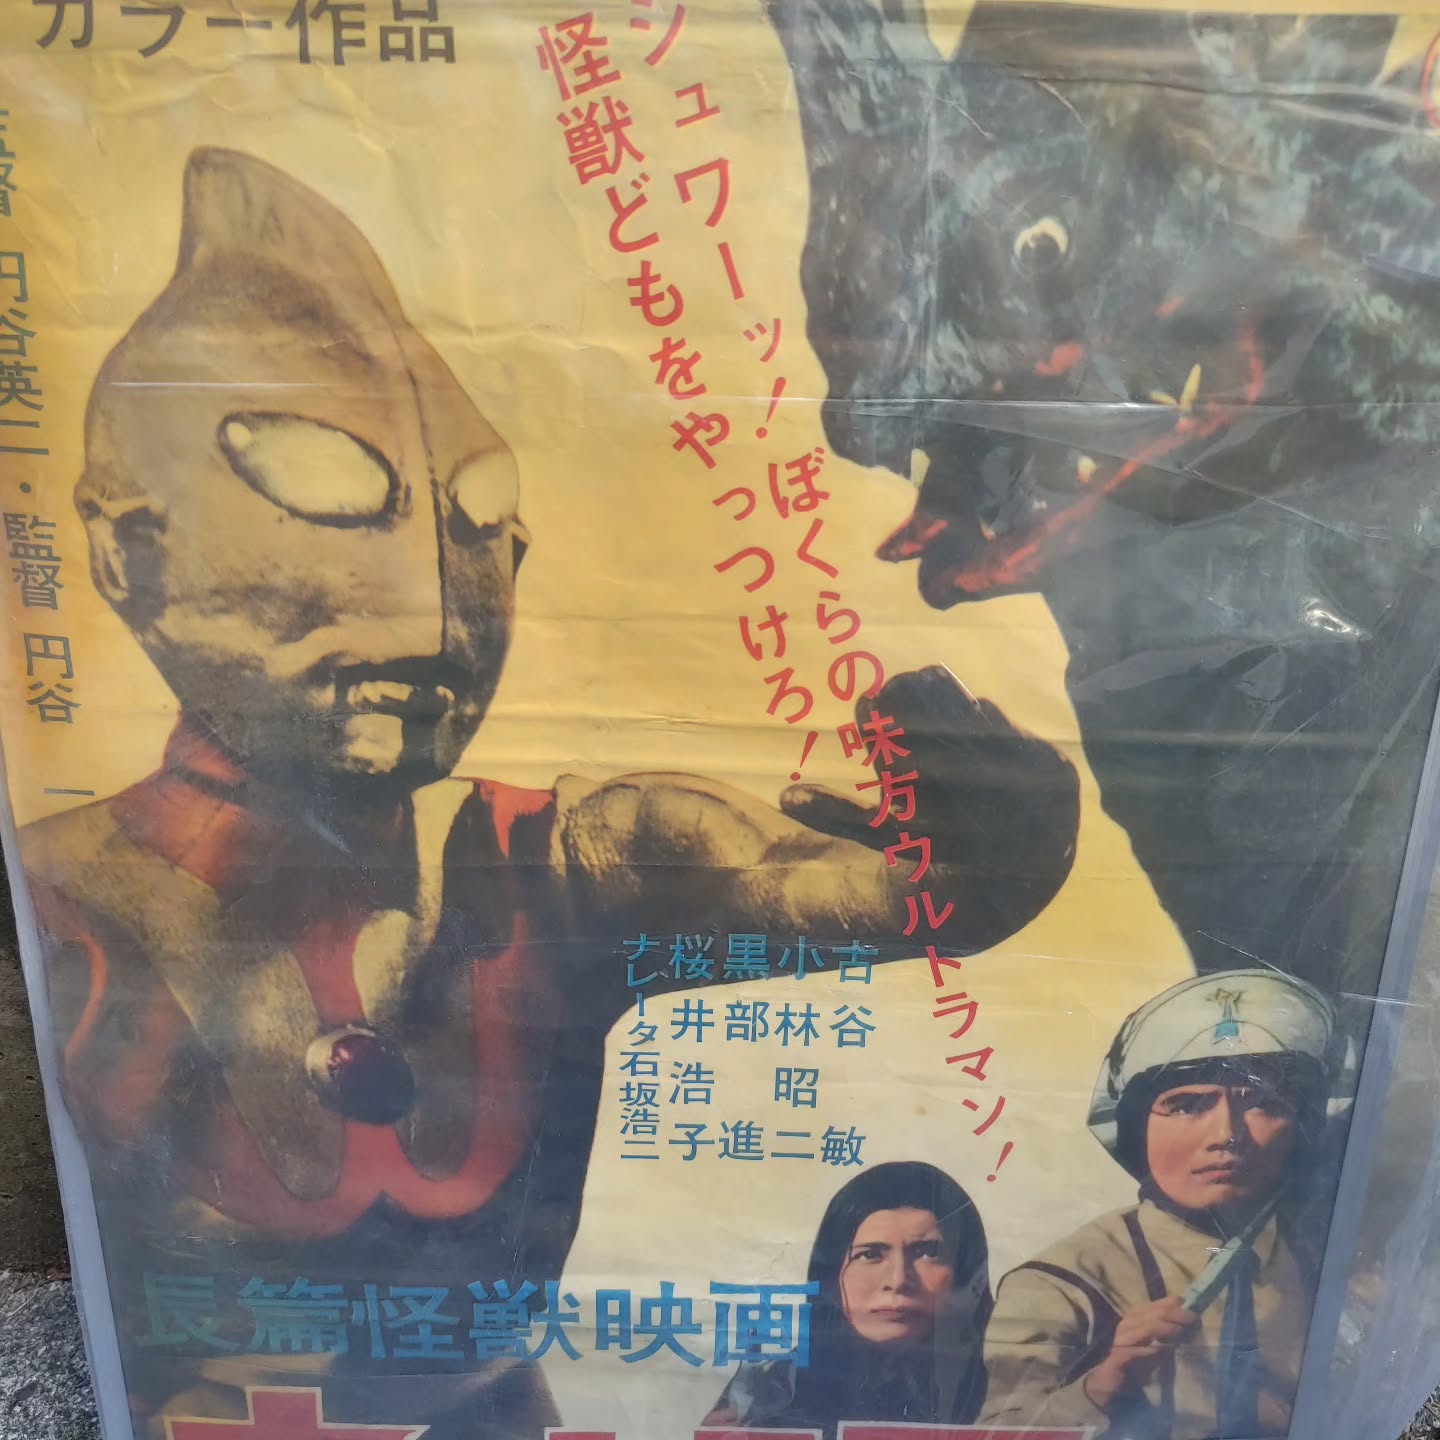 カラー作品
シュワーッ!ぼくらの味方ウルトラマン!
怪獣どもをやっつけろ!
監督 円谷英二・監督 円谷 一
古谷 敏
小林昭二
黒部 進
桜井浩子
ナレータ 石坂浩二
長篇怪獣映画